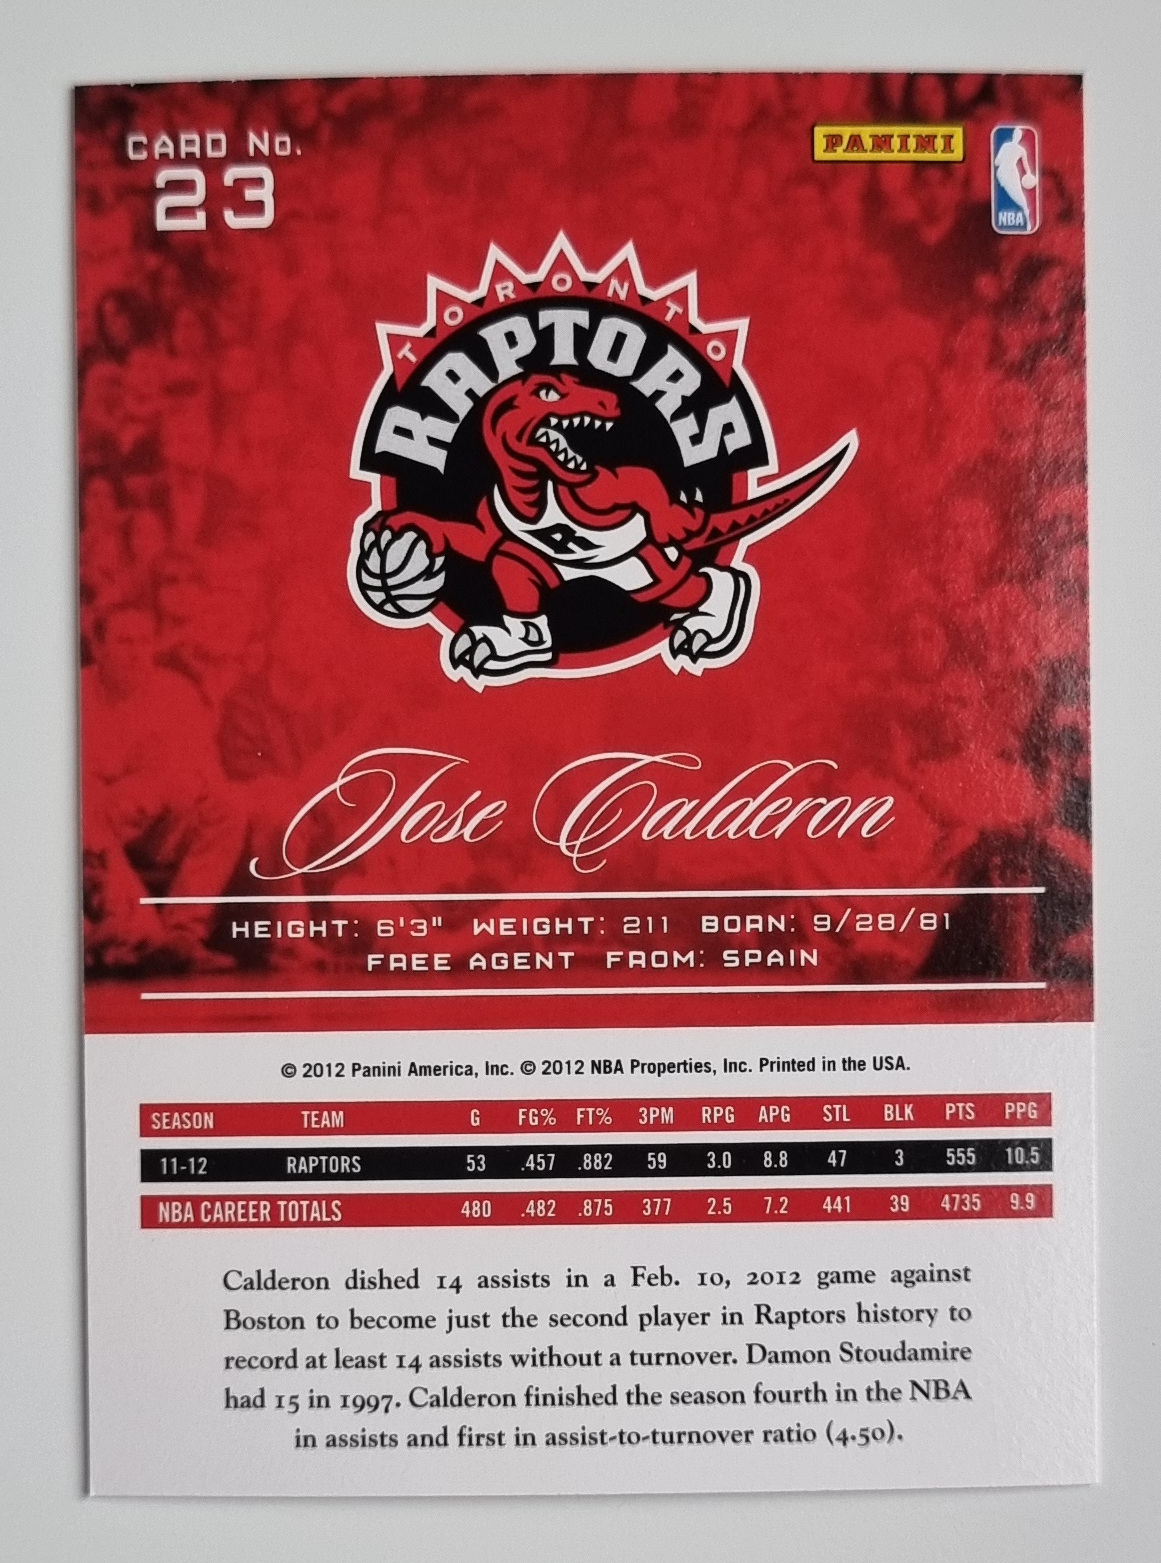 CARD No.
23
PANINI
NBA
TORONTO
RAPTORS
Jose Calderon
HEIGHT: 6'3" WEIGHT: 211 BORN: 9/28/81
FREE AGENT FROM: SPAIN
© 2012 Panini America, Inc. © 2012 NBA Properties, Inc. Printed in the USA.
SEASON TEAM G FG% FT% 3PM RPG APG STL BLK PTS PPG
11-12 RAPTORS 53 .457 .882 59 3.0 8.8 47 3 555 10.5
NBA CAREER TOTALS 480 .482 .875 377 2.5 7.2 441 39 4735 9.9
Calderon dished 14 assists in a Feb. 10, 2012 game against
Boston to become just the second player in Raptors history to
record at least 14 assists without a turnover. Damon Stoudamire
had 15 in 1997. Calderon finished the season fourth in the NBA
in assists and first in assist-to-turnover ratio (4.50).